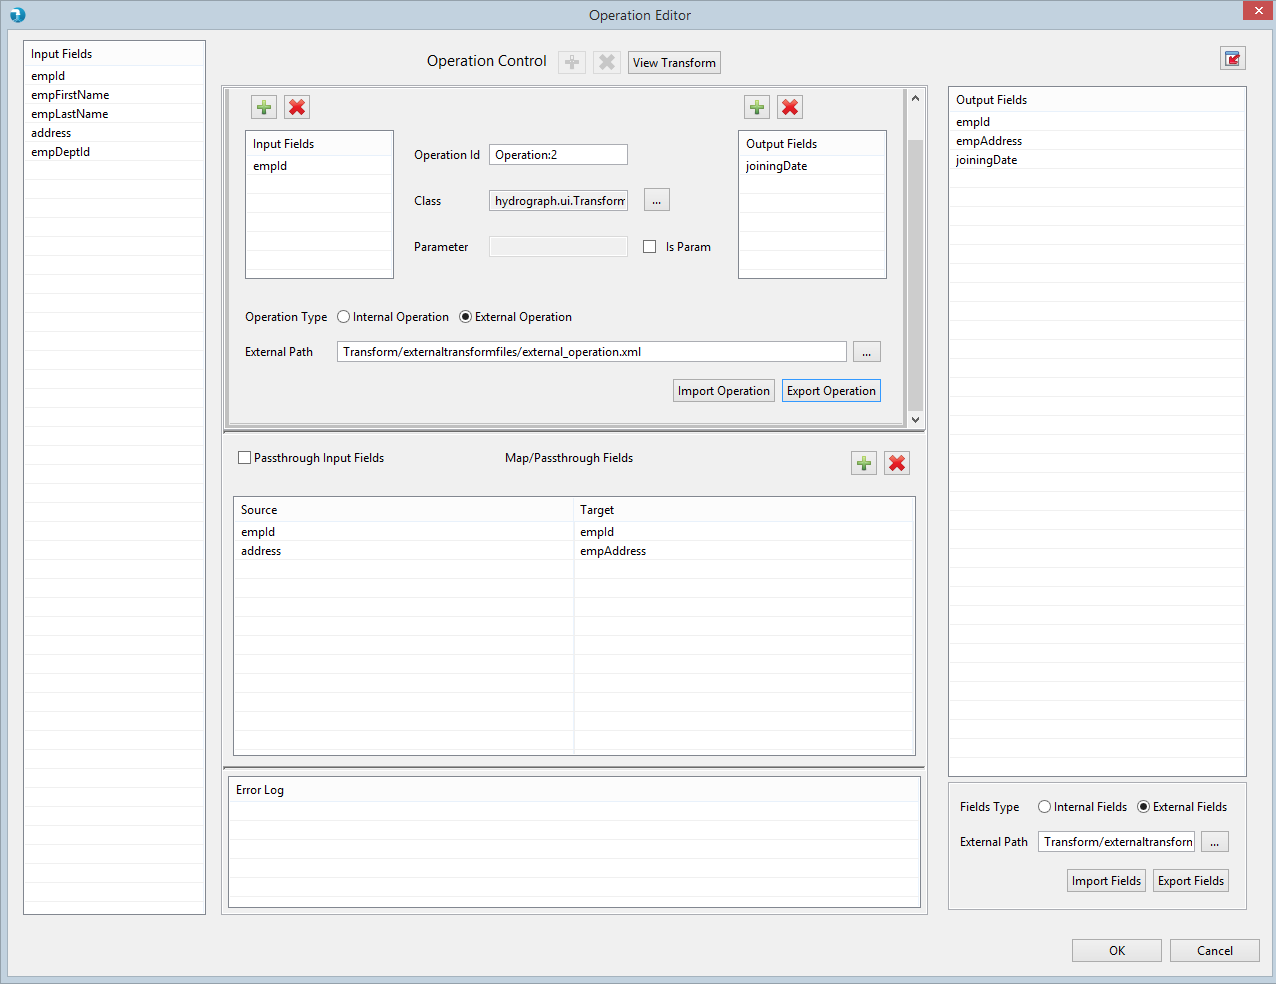 Operation Editor
Input Fields
empId
empFirstName
empLastName
address
empDeptId
Operation Control
View Transform
Input Fields
empId
Operation Id
Operation:2
Class
hydrograph.ui.Transform
...
Parameter
Is Param
Output Fields
joiningDate
Operation Type
Internal Operation
External Operation
External Path
Transform/externaltransformfiles/external_operation.xml
...
Import Operation
Export Operation
Passthrough Input Fields
Map/Passthrough Fields
Source
Target
empId
empId
address
empAddress
Error Log
Output Fields
empId
empAddress
joiningDate
Fields Type
Internal Fields
External Fields
External Path
Transform/externaltransforn
...
Import Fields
Export Fields
OK
Cancel